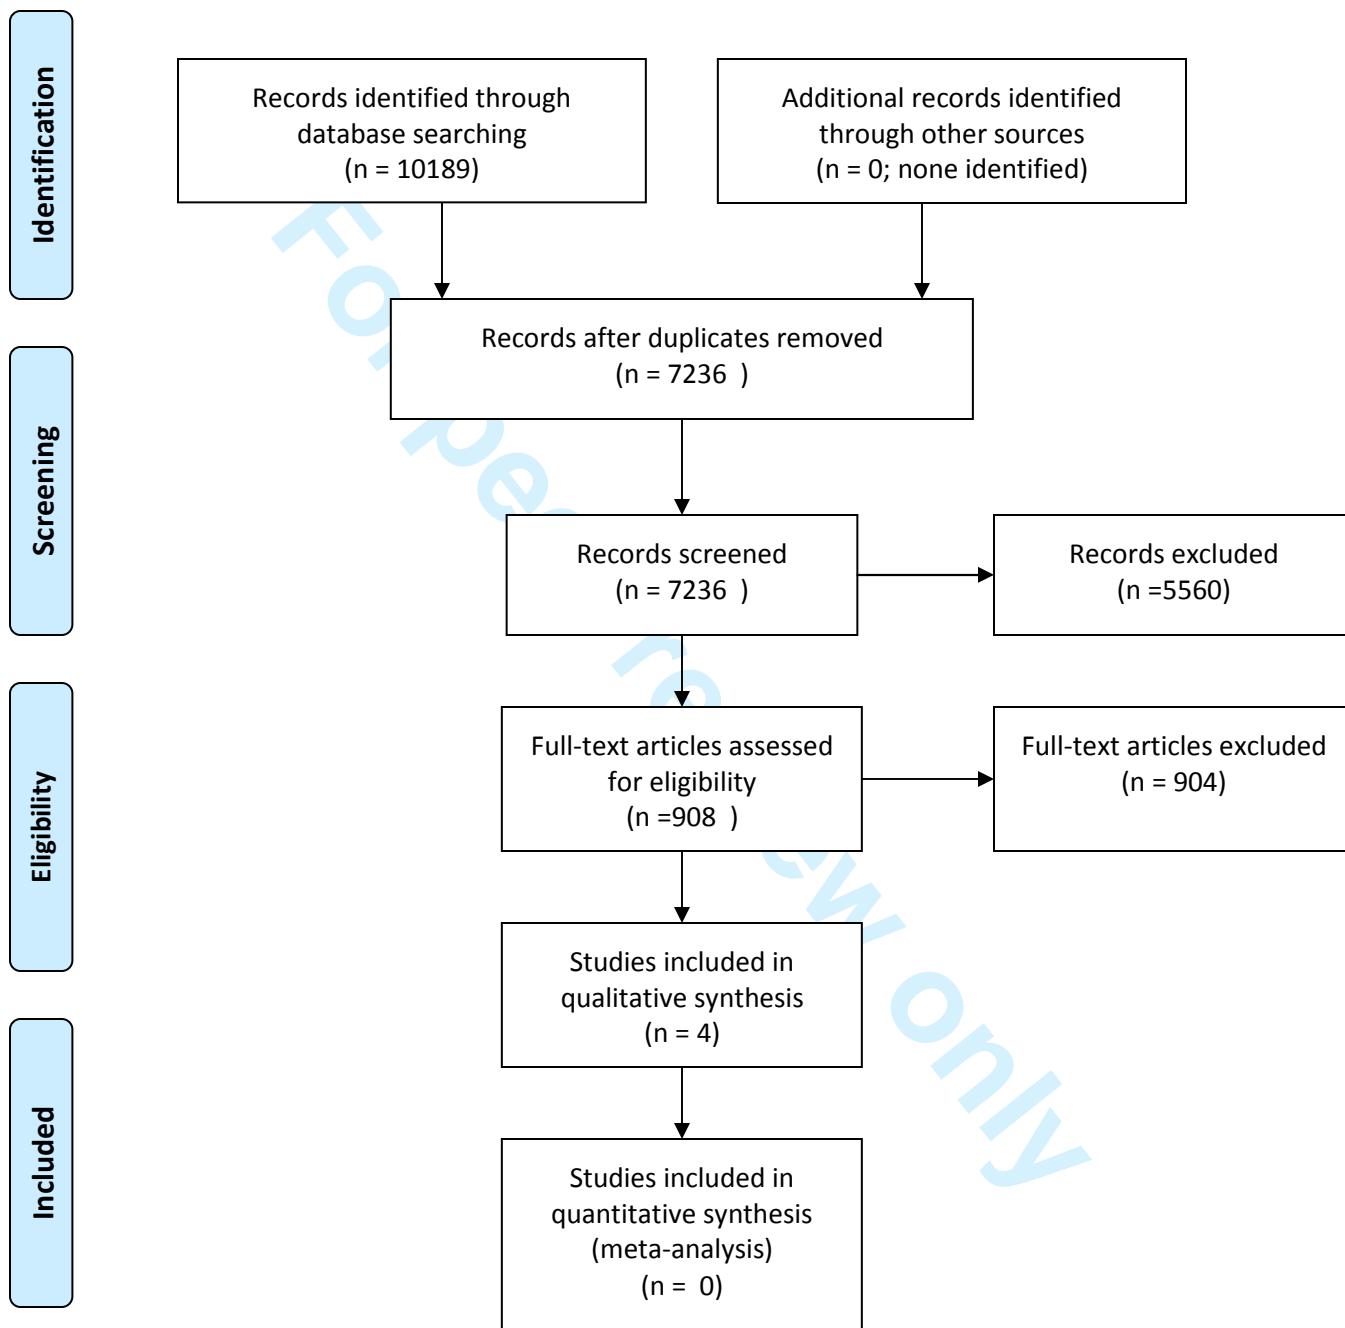 Identification
Records identified through
database searching
(n = 10189)
Additional records identified
through other sources
(n = 0; none identified)
Records after duplicates removed
(n = 7236  )
Screening
Records screened
(n = 7236  )
Records excluded
(n =5560)
Eligibility
Full-text articles assessed
for eligibility
(n =908  )
Full-text articles excluded
(n = 904)
Studies included in
qualitative synthesis
(n = 4)
Included
Studies included in
quantitative synthesis
(meta-analysis)
(n =  0)
For peer review only